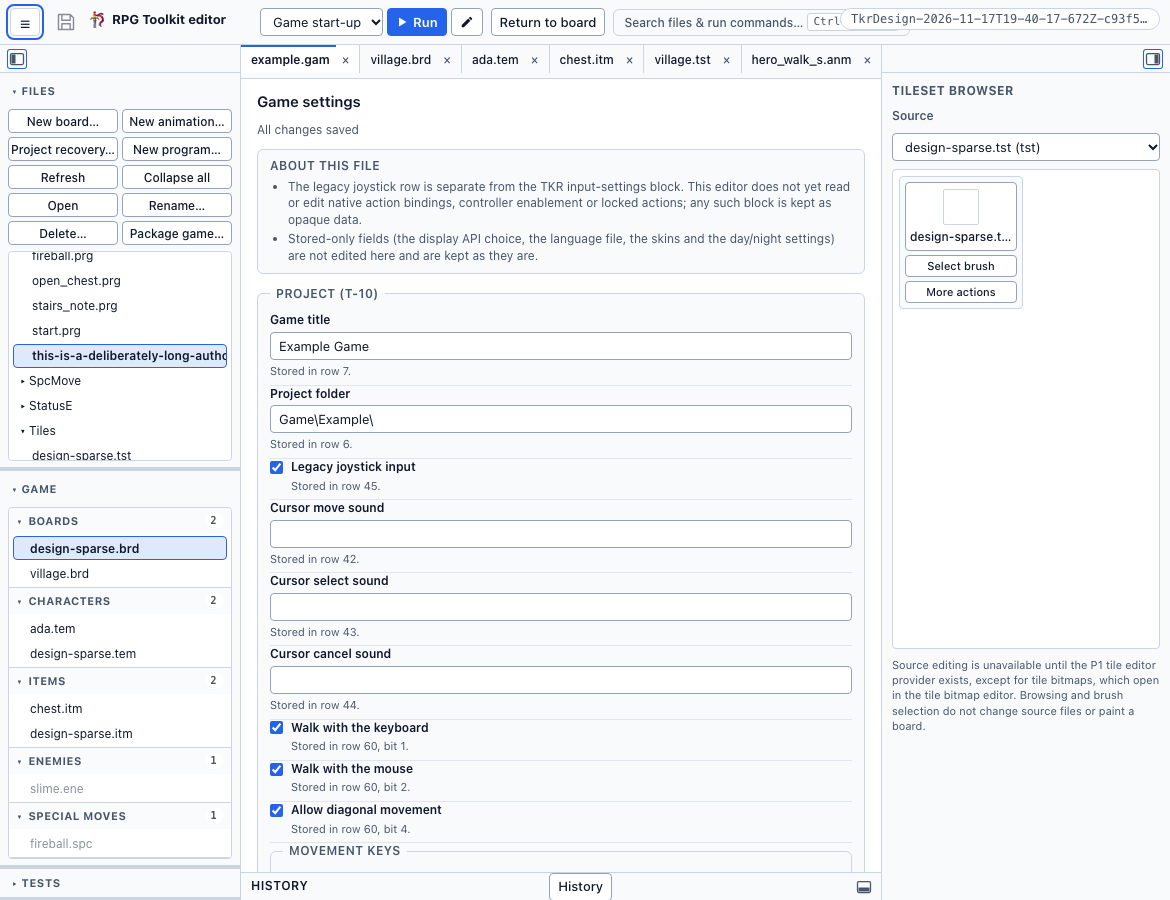 RPG Toolkit editor
Game start-up
Run
Return to board
Search files & run commands...
Ctrl
TkrDesign-2026-11-17T19-40-17-672Z-c93f5…
example.gam ×
village.brd ×
ada.tem ×
chest.itm ×
village.tst ×
hero_walk_s.anm ×
FILES
New board...
New animation...
Project recovery...
New program...
Refresh
Collapse all
Open
Rename...
Delete...
Package game...
fireball.prg
open_chest.prg
stairs_note.prg
start.prg
this-is-a-deliberately-long-autho
SpcMove
StatusE
Tiles
design-sparse.tst
GAME
BOARDS 2
design-sparse.brd
village.brd
CHARACTERS 2
ada.tem
design-sparse.tem
ITEMS 2
chest.itm
design-sparse.itm
ENEMIES 1
slime.ene
SPECIAL MOVES 1
fireball.spc
TESTS
Game settings
All changes saved
ABOUT THIS FILE
• The legacy joystick row is separate from the TKR input-settings block. This editor does not yet read
or edit native action bindings, controller enablement or locked actions; any such block is kept as
opaque data.
• Stored-only fields (the display API choice, the language file, the skins and the day/night settings)
are not edited here and are kept as they are.
PROJECT (T-10)
Game title
Example Game
Stored in row 7.
Project folder
Game\Example\
Stored in row 6.
Legacy joystick input
Stored in row 45.
Cursor move sound
Stored in row 42.
Cursor select sound
Stored in row 43.
Cursor cancel sound
Stored in row 44.
Walk with the keyboard
Stored in row 60, bit 1.
Walk with the mouse
Stored in row 60, bit 2.
Allow diagonal movement
Stored in row 60, bit 4.
MOVEMENT KEYS
HISTORY
History
TILESET BROWSER
Source
design-sparse.tst (tst)
design-sparse.t...
Select brush
More actions
Source editing is unavailable until the P1 tile editor
provider exists, except for tile bitmaps, which open
in the tile bitmap editor. Browsing and brush
selection do not change source files or paint a
board.